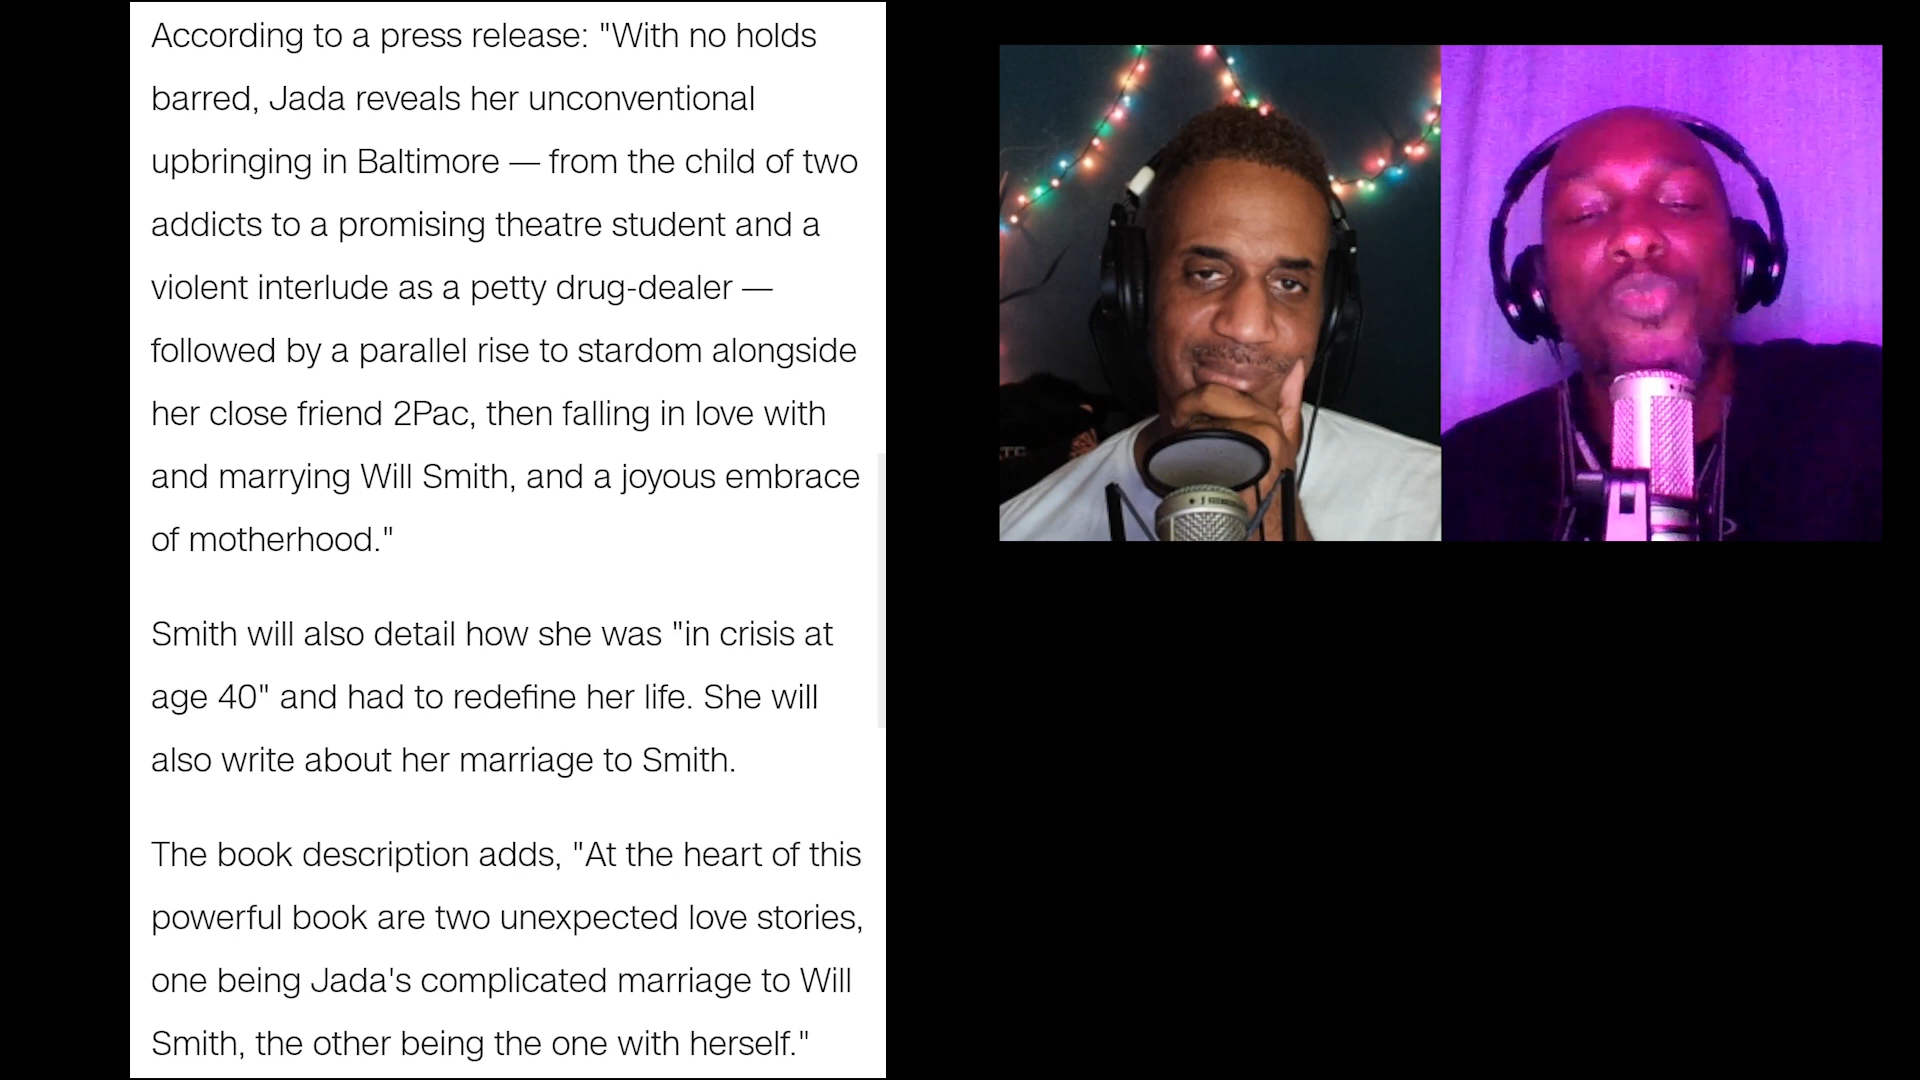 According to a press release: "With no holds
barred, Jada reveals her unconventional
upbringing in Baltimore — from the child of two
addicts to a promising theatre student and a
violent interlude as a petty drug-dealer —
followed by a parallel rise to stardom alongside
her close friend 2Pac, then falling in love with
and marrying Will Smith, and a joyous embrace
of motherhood."
Smith will also detail how she was "in crisis at
age 40" and had to redefine her life. She will
also write about her marriage to Smith.
The book description adds, "At the heart of this
powerful book are two unexpected love stories,
one being Jada's complicated marriage to Will
Smith, the other being the one with herself."